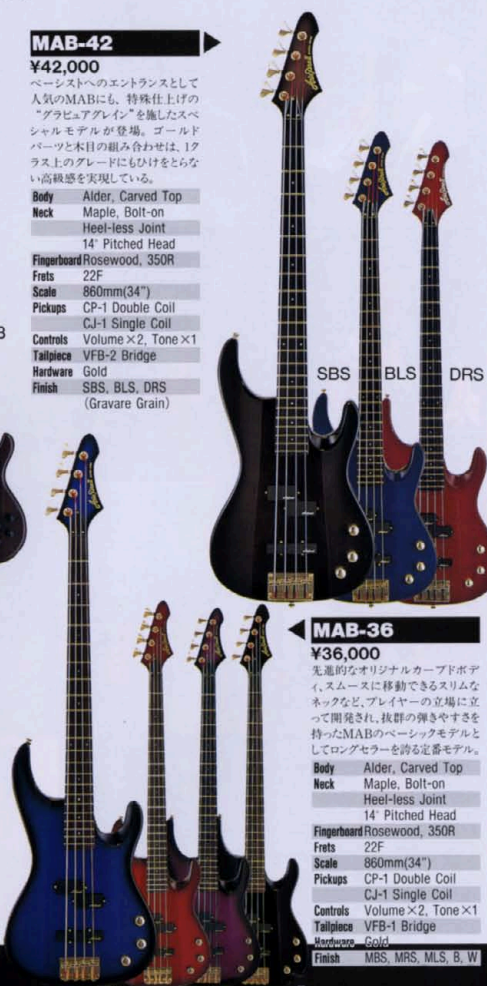 MAB-42
¥42,000
ベーシストへのエントランスとして
人気のMABにも、特殊仕上げの
“グラビュアグレイン”を施したスペ
シャルモデルが登場。ゴールド
パーツと木目の組み合わせは、1ク
ラス上のグレードにもひけをとらな
い高級感を実現している。
Body Alder, Carved Top
Neck Maple, Bolt-on
Heel-less Joint
14° Pitched Head
Fingerboard Rosewood, 350R
Frets 22F
Scale 860mm(34")
Pickups CP-1 Double Coil
CJ-1 Single Coil
Controls Volume×2, Tone×1
Tailpiece VFB-2 Bridge
Hardware Gold
Finish SBS, BLS, DRS
(Gravare Grain)
SBS
BLS
DRS
MAB-36
¥36,000
先進的なオリジナルカーブドボデ
ィ、スムースに移動できるスリムな
ネックなど、プレイヤーの立場に立
って開発され、抜群の弾きやすさを
持ったMABのベーシックモデルと
してロングセラーを誇る定番モデル。
Body Alder, Carved Top
Neck Maple, Bolt-on
Heel-less Joint
14° Pitched Head
Fingerboard Rosewood, 350R
Frets 22F
Scale 860mm(34")
Pickups CP-1 Double Coil
CJ-1 Single Coil
Controls Volume×2, Tone×1
Tailpiece VFB-1 Bridge
Hardware Gold
Finish MBS, MRS, MLS, B, W